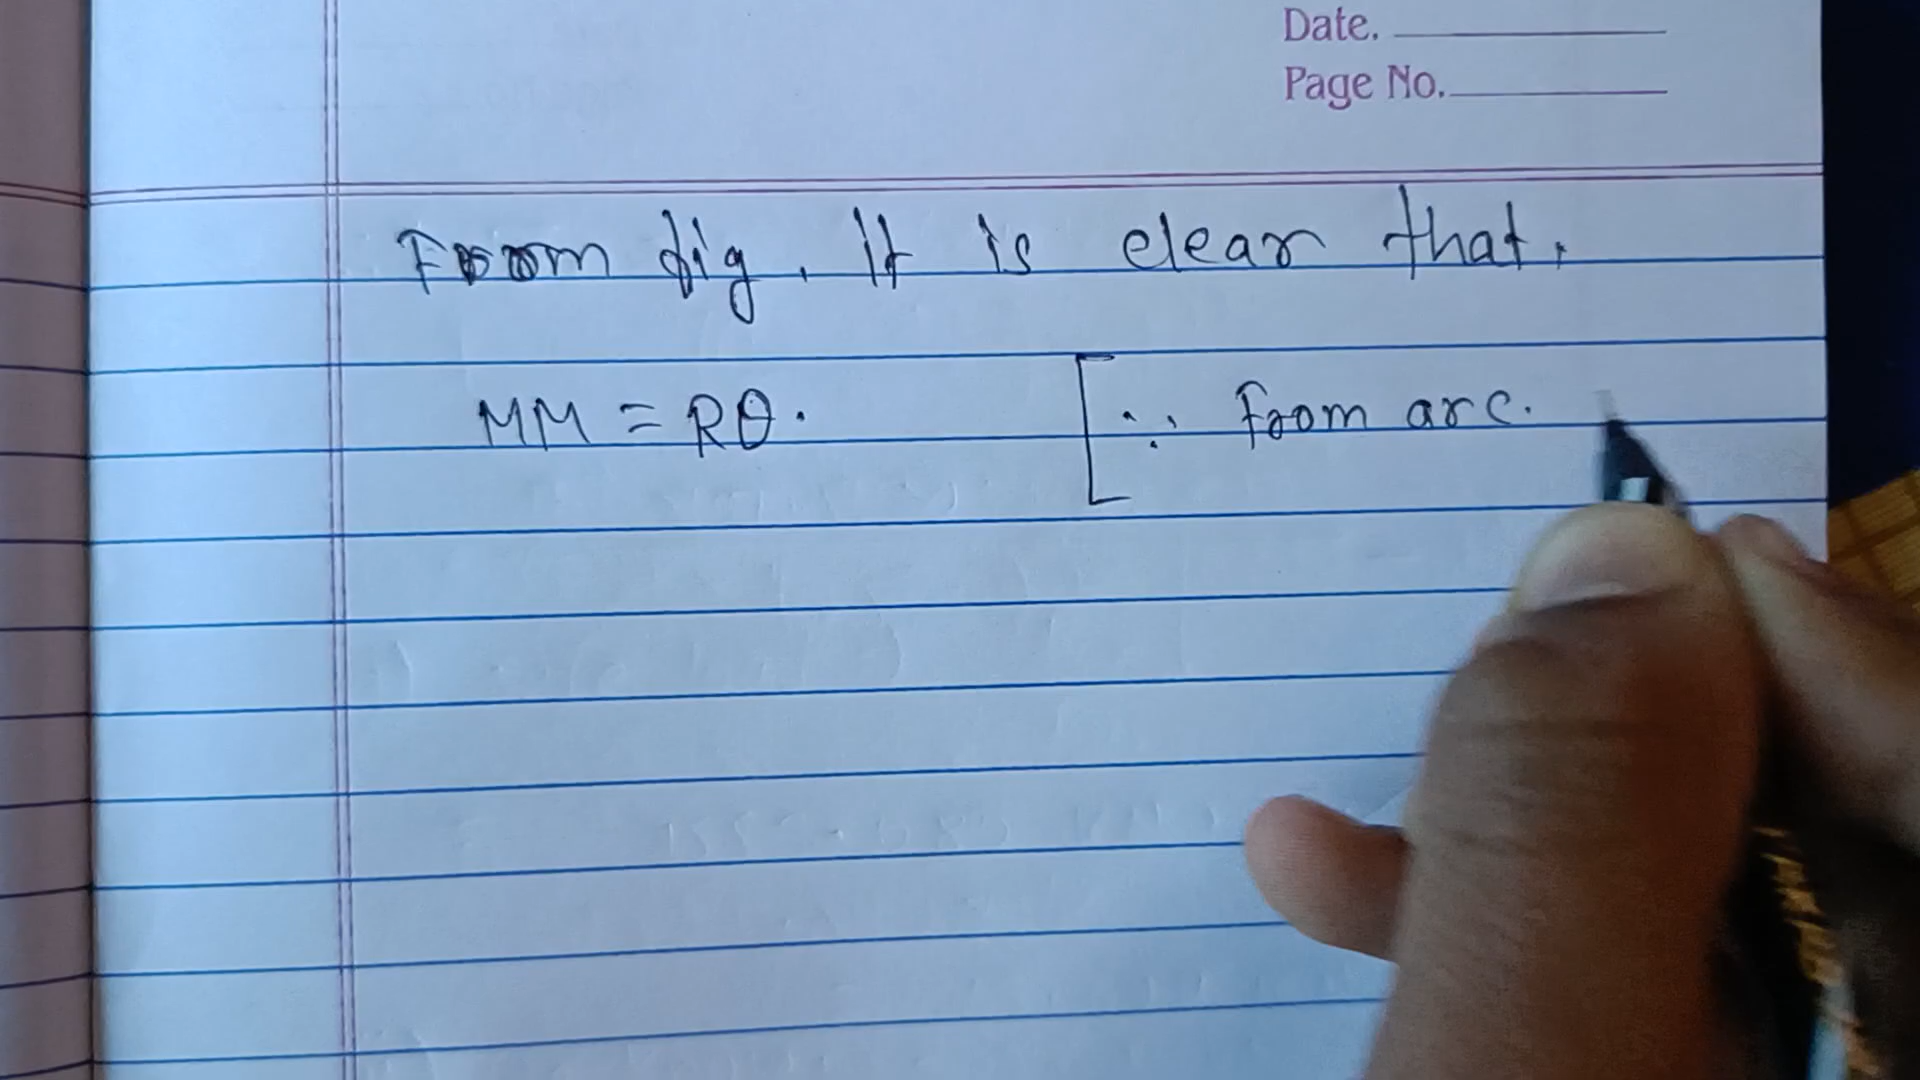 Date.
Page No.
From fig. it is clear that,
MM = Rθ. [∵ from arc.